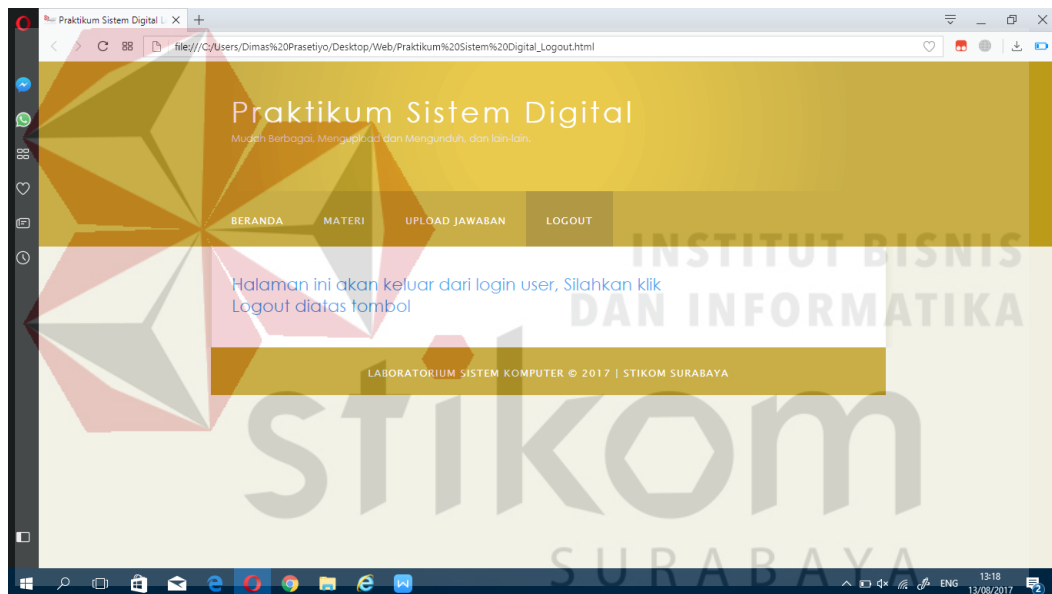 Praktikum Sistem Digital L
file:///C:/Users/Dimas%20Prasetiyo/Desktop/Web/Praktikum%20Sistem%20Digital_Logout.html
Praktikum Sistem Digital
Mudah Berbagai, Mengupload dan Mengunduh, dan lain-lain.
BERANDA MATERI UPLOAD JAWABAN LOGOUT
INSTITUT BISNIS
DAN INFORMATIKA
Halaman ini akan keluar dari login user, Silahkan klik
Logout diatas tombol
LABORATORIUM SISTEM KOMPUTER © 2017 | STIKOM SURABAYA
stikom
SURABAYA
ENG
13:18
13/08/2017
2